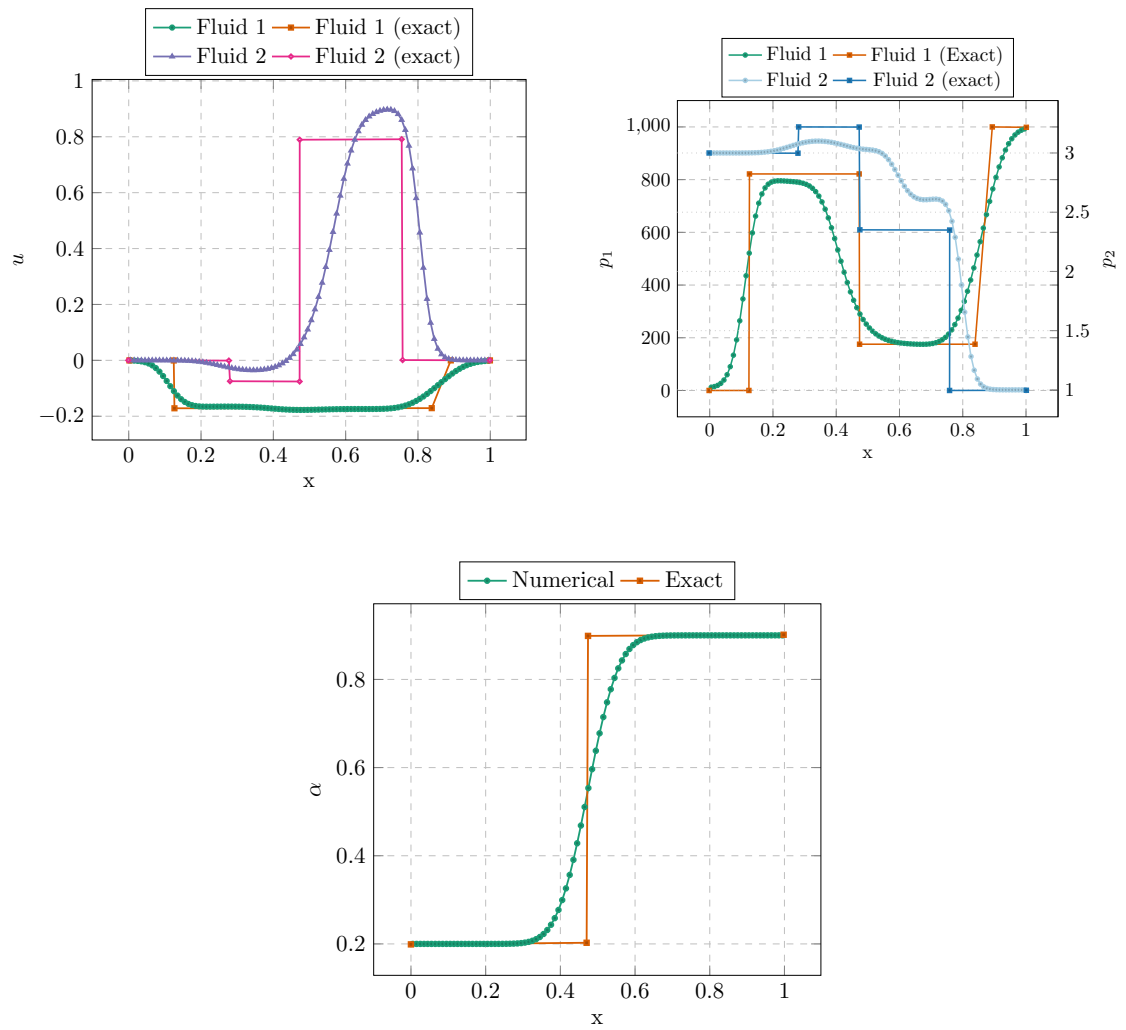 Fluid 1 Fluid 1 (exact)
Fluid 2 Fluid 2 (exact)
1
0.8
0.6
0.4
0.2
0
−0.2
u
0 0.2 0.4 0.6 0.8 1
x
Fluid 1 Fluid 1 (Exact)
Fluid 2 Fluid 2 (exact)
1,000
800
600
400
200
0
p1
3
2.5
2
1.5
1
p2
0 0.2 0.4 0.6 0.8 1
x
Numerical Exact
0.8
0.6
0.4
0.2
α
0 0.2 0.4 0.6 0.8 1
x